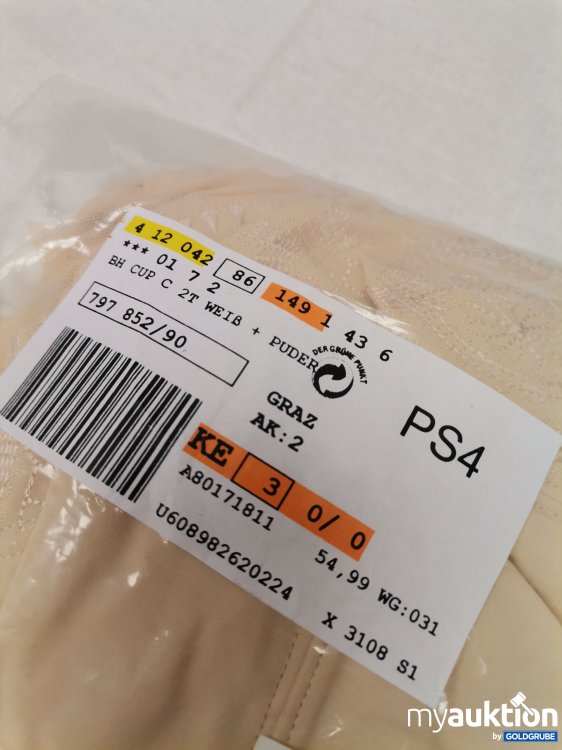 4 12 042 86 149 1 43 6
*** 01 7 2
BH CUP C 2T WEIß + PUDER
797 852/90
DER GRÜNE PUNKT
GRAZ
AK:2
PS4
KE 3 0/ 0
A80171811
54,99 WG:031
U608982620224
X 3108 S1
myauktion
by GOLDGRUBE